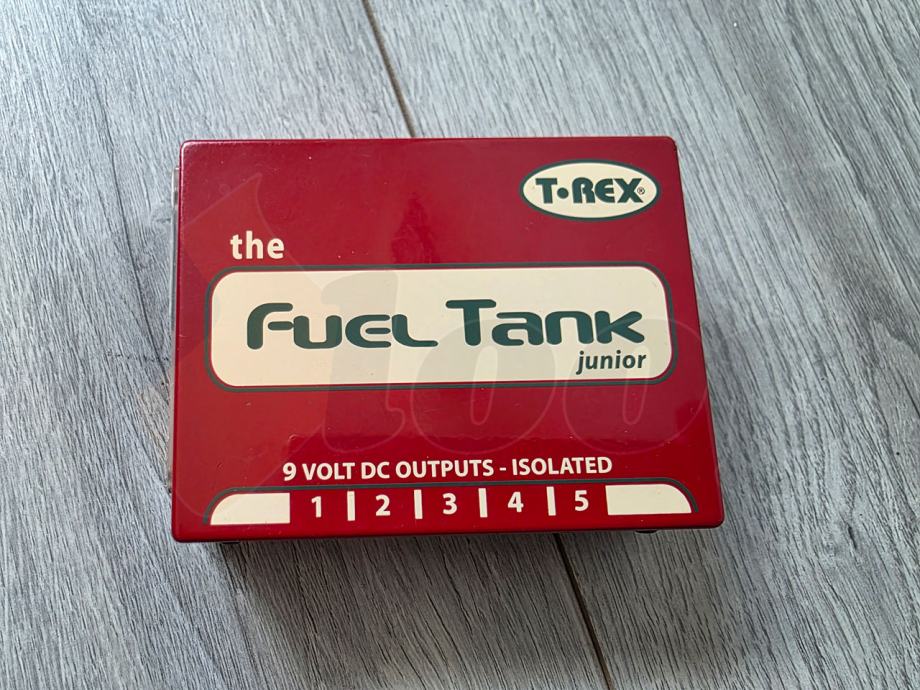 T•REX®
the
Fuel Tank
junior
9 VOLT DC OUTPUTS - ISOLATED
1 | 2 | 3 | 4 | 5